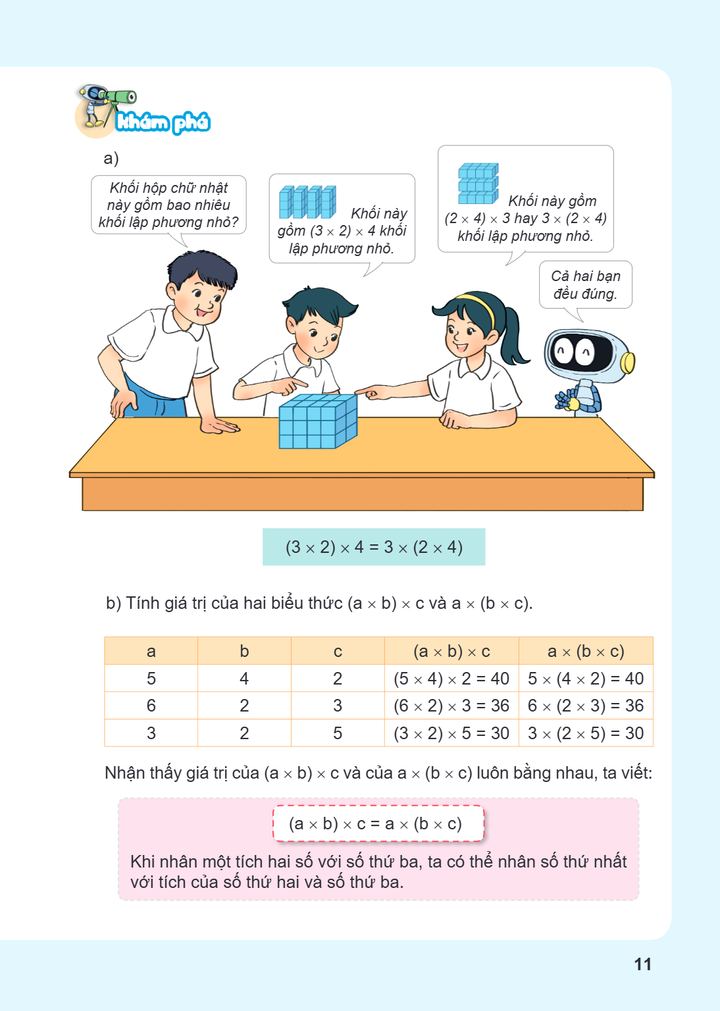 khám phá
a)
Khối hộp chữ nhật
này gồm bao nhiêu
khối lập phương nhỏ?
Khối này
gồm (3 × 2) × 4 khối
lập phương nhỏ.
Khối này gồm
(2 × 4) × 3 hay 3 × (2 × 4)
khối lập phương nhỏ.
Cả hai bạn
đều đúng.
(3 × 2) × 4 = 3 × (2 × 4)
b) Tính giá trị của hai biểu thức (a × b) × c và a × (b × c).
a b c (a × b) × c a × (b × c)
5 4 2 (5 × 4) × 2 = 40 5 × (4 × 2) = 40
6 2 3 (6 × 2) × 3 = 36 6 × (2 × 3) = 36
3 2 5 (3 × 2) × 5 = 30 3 × (2 × 5) = 30
Nhận thấy giá trị của (a × b) × c và của a × (b × c) luôn bằng nhau, ta viết:
(a × b) × c = a × (b × c)
Khi nhân một tích hai số với số thứ ba, ta có thể nhân số thứ nhất
với tích của số thứ hai và số thứ ba.
11